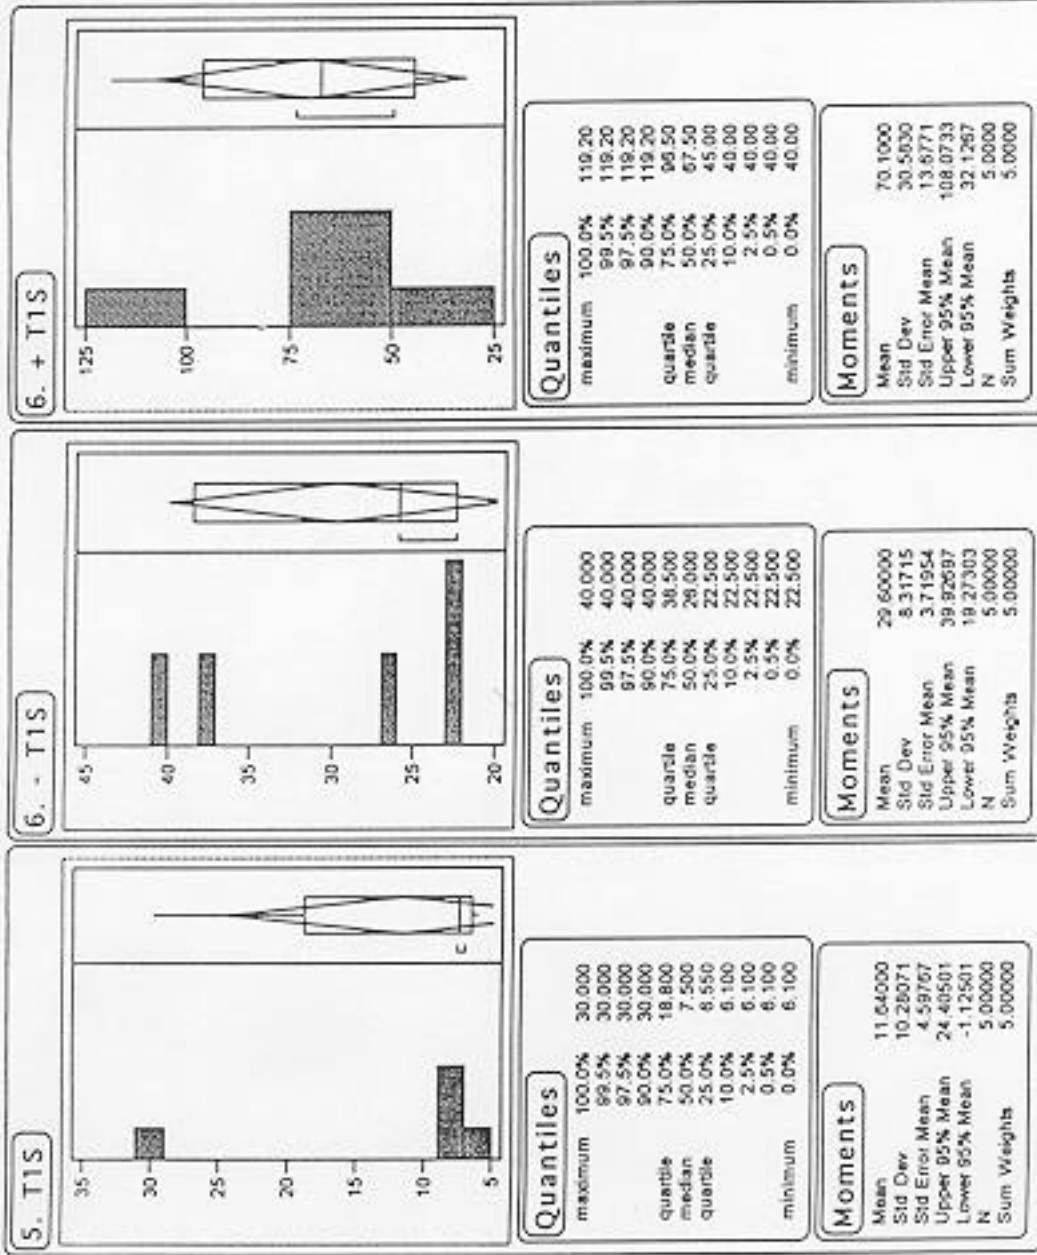 5. T1S
35
30
25
20
15
10
5
Quantiles
maximum 100.0% 30.000
99.5% 30.000
97.5% 30.000
90.0% 30.000
quartile 75.0% 18.800
median 50.0% 7.500
quartile 25.0% 6.550
10.0% 6.100
2.5% 6.100
0.5% 6.100
minimum 0.0% 6.100
Moments
Mean 11.64000
Std Dev 10.28071
Std Error Mean 4.59767
Upper 95% Mean 24.40501
Lower 95% Mean -1.12501
N 5.00000
Sum Weights 5.00000
6. - T1S
45
40
35
30
25
20
Quantiles
maximum 100.0% 40.000
99.5% 40.000
97.5% 40.000
90.0% 40.000
quartile 75.0% 38.500
median 50.0% 26.000
quartile 25.0% 22.500
10.0% 22.500
2.5% 22.500
0.5% 22.500
minimum 0.0% 22.500
Moments
Mean 29.60000
Std Dev 8.31715
Std Error Mean 3.71954
Upper 95% Mean 39.92697
Lower 95% Mean 19.27303
N 5.00000
Sum Weights 5.00000
6. + T1S
125
100
75
50
25
Quantiles
maximum 100.0% 119.20
99.5% 119.20
97.5% 119.20
90.0% 119.20
quartile 75.0% 96.50
median 50.0% 67.50
quartile 25.0% 45.00
10.0% 40.00
2.5% 40.00
0.5% 40.00
minimum 0.0% 40.00
Moments
Mean 70.1000
Std Dev 30.5830
Std Error Mean 13.6771
Upper 95% Mean 108.0733
Lower 95% Mean 32.1267
N 5.0000
Sum Weights 5.0000